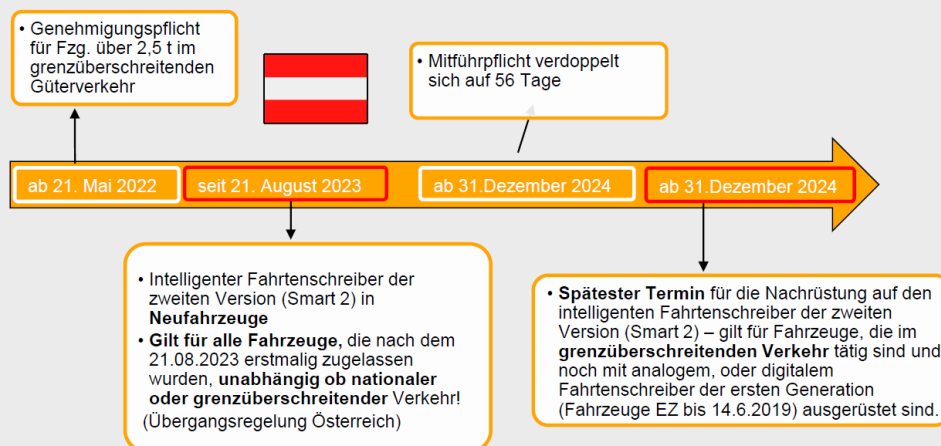 • Genehmigungspflicht
für Fzg. über 2,5 t im
grenzüberschreitenden
Güterverkehr
• Mitführpflicht verdoppelt
sich auf 56 Tage
ab 21. Mai 2022
seit 21. August 2023
ab 31.Dezember 2024
ab 31.Dezember 2024
• Intelligenter Fahrtenschreiber der
zweiten Version (Smart 2) in
Neufahrzeuge
• Gilt für alle Fahrzeuge, die nach dem
21.08.2023 erstmalig zugelassen
wurden, unabhängig ob nationaler
oder grenzüberschreitender Verkehr!
(Übergangsregelung Österreich)
• Spätester Termin für die Nachrüstung auf den
intelligenten Fahrtenschreiber der zweiten
Version (Smart 2) – gilt für Fahrzeuge, die im
grenzüberschreitenden Verkehr tätig sind und
noch mit analogem, oder digitalem
Fahrtenschreiber der ersten Generation
(Fahrzeuge EZ bis 14.6.2019) ausgerüstet sind.